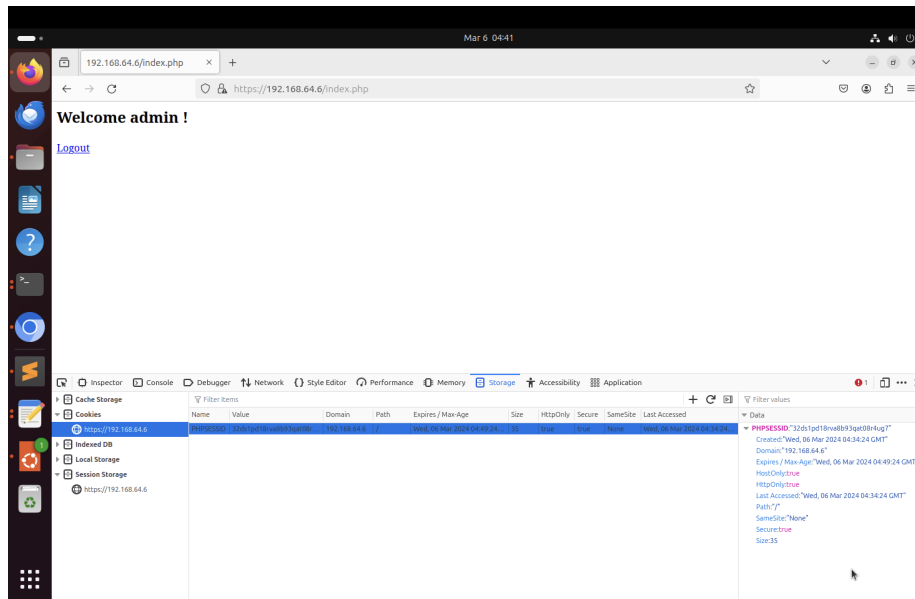 Mar 6 04:41
192.168.64.6/index.php
https://192.168.64.6/index.php
Welcome admin !
Logout
Inspector Console Debugger Network Style Editor Performance Memory Storage Accessibility Application 1
Cache Storage
Cookies
https://192.168.64.6
Indexed DB
Local Storage
Session Storage
https://192.168.64.6
Filter Items
Name Value Domain Path Expires / Max-Age Size HttpOnly Secure SameSite Last Accessed
PHPSESSID 32ds1pd18rva8b93qat08r... 192.168.64.6 / Wed, 06 Mar 2024 04:49:24... 35 true true None Wed, 06 Mar 2024 04:34:24...
Filter values
Data
PHPSESSID:"32ds1pd18rva8b93qat08r4ug7"
Created:"Wed, 06 Mar 2024 04:34:24 GMT"
Domain:"192.168.64.6"
Expires / Max-Age:"Wed, 06 Mar 2024 04:49:24 GMT
HostOnly:true
HttpOnly:true
Last Accessed:"Wed, 06 Mar 2024 04:34:24 GMT"
Path:"/"
SameSite:"None"
Secure:true
Size:35
1